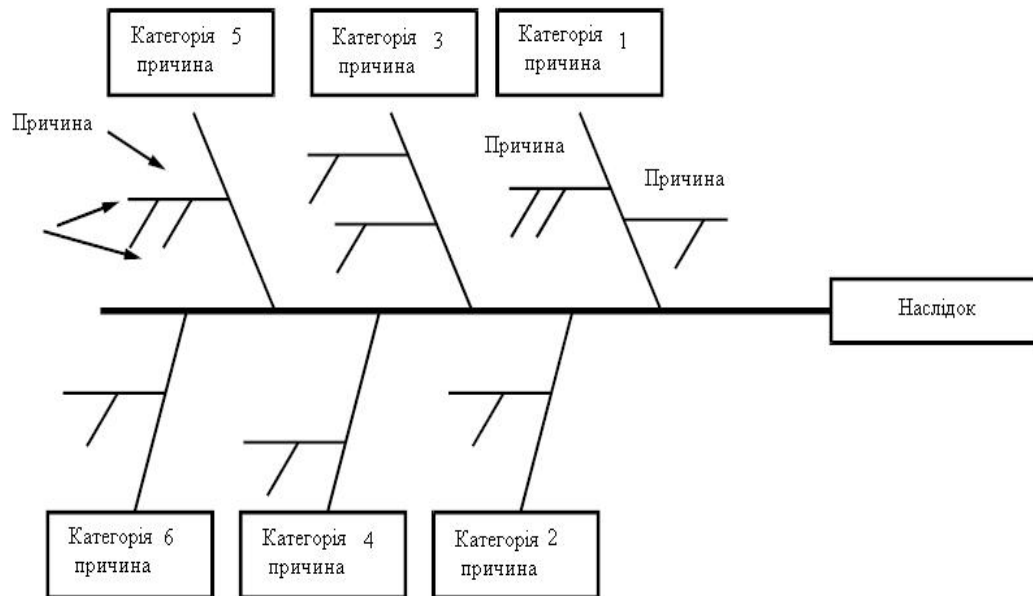 Категорія 5
причина
Категорія 3
причина
Категорія 1
причина
Причина
Причина
Причина
Наслідок
Категорія 6
причина
Категорія 4
причина
Категорія 2
причина